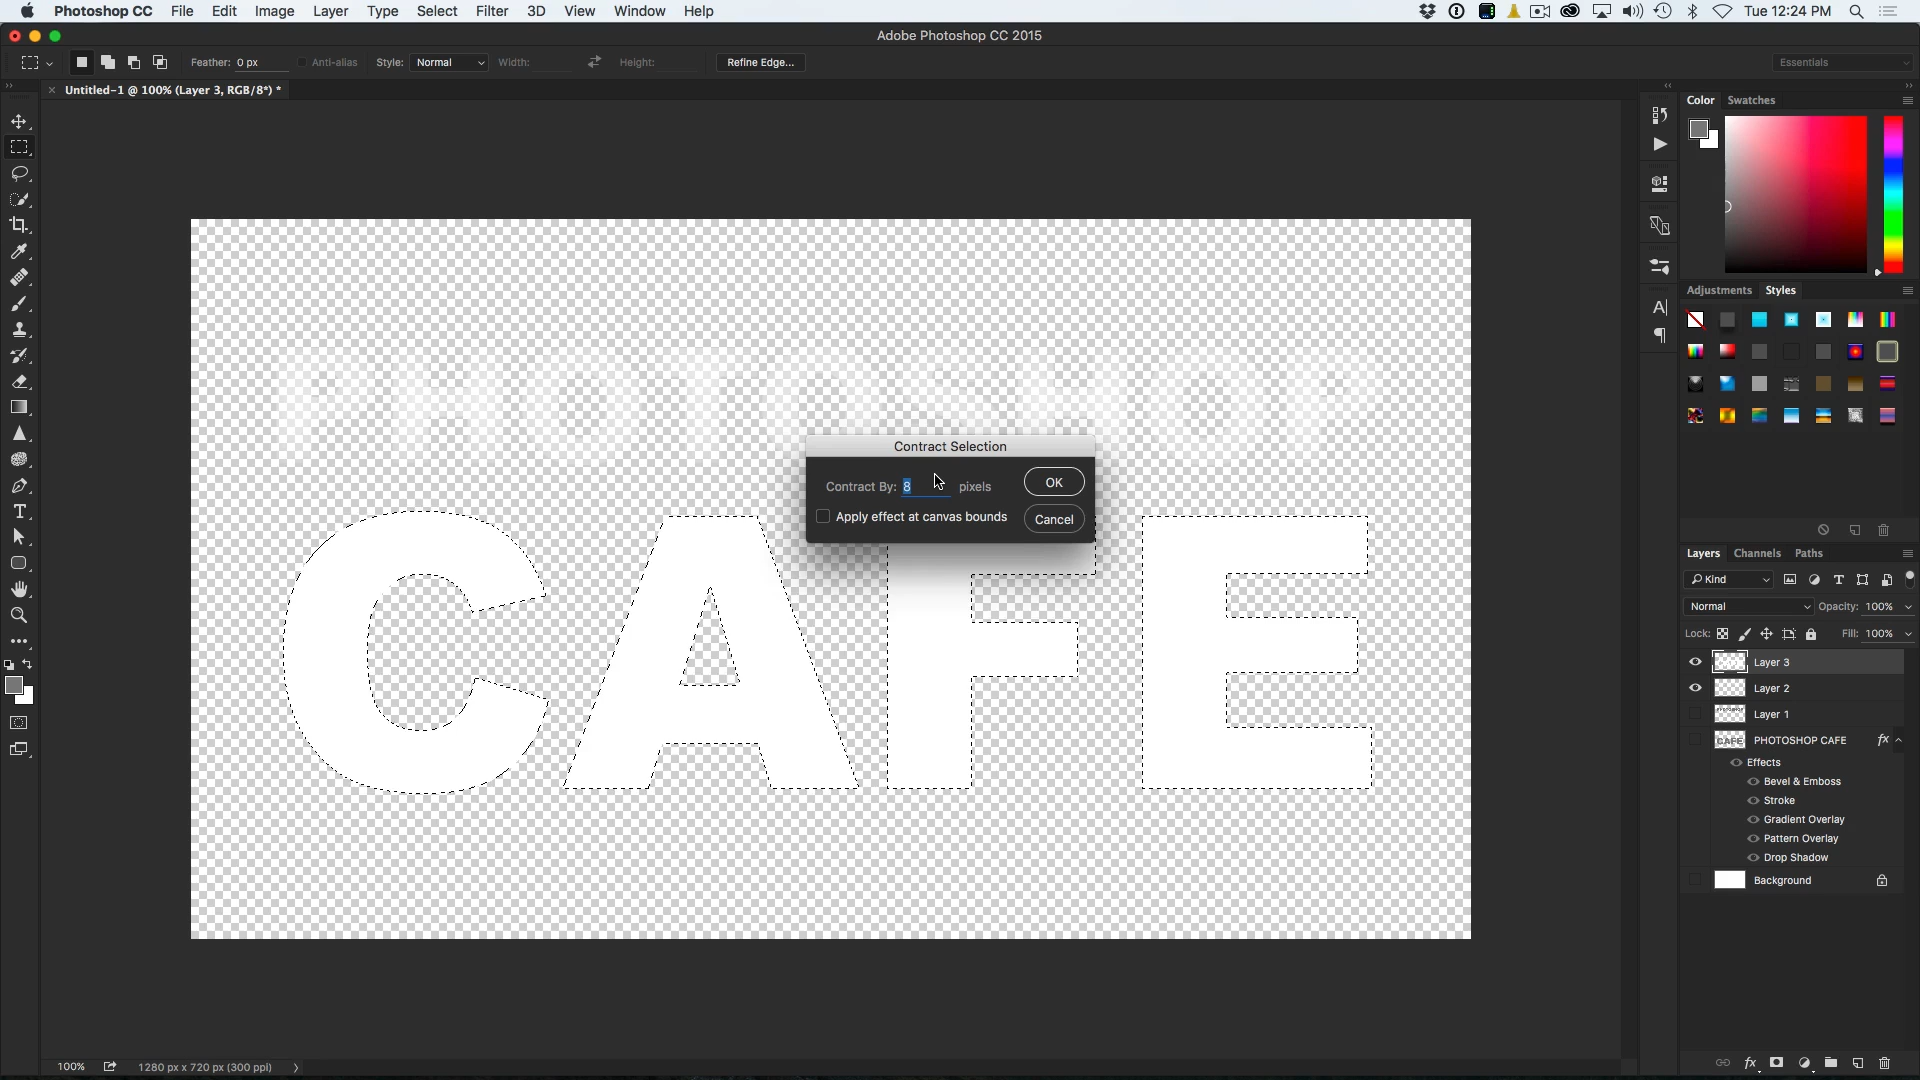 Photoshop CC File Edit Image Layer Type Select Filter 3D View Window Help Tue 12:24 PM
Adobe Photoshop CC 2015
Feather: 0 px Anti-alias Style: Normal Width: Height: Refine Edge... Essentials
Untitled-1 @ 100% (Layer 3, RGB/8*) *
Color Swatches
Adjustments Styles
Contract Selection
Contract By: 8 pixels OK
Apply effect at canvas bounds Cancel
CAFE
Layers Channels Paths
Kind
Normal Opacity: 100%
Lock: Fill: 100%
Layer 3
Layer 2
Layer 1
CAFE PHOTOSHOP CAFE fx
Effects
Bevel & Emboss
Stroke
Gradient Overlay
Pattern Overlay
Drop Shadow
Background
100% 1280 px x 720 px (300 ppi)
fx